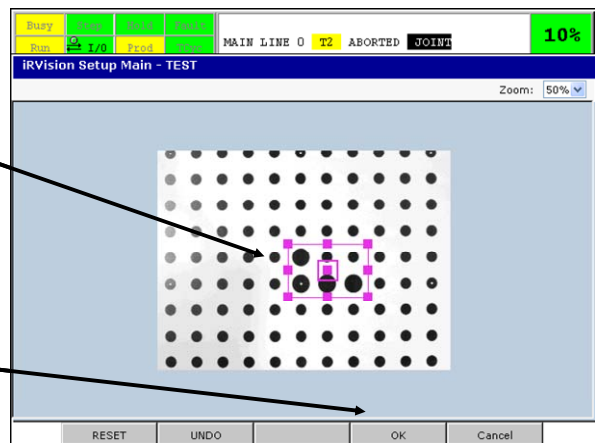 Busy Step Hold Fault
Run I/O Prod TCyc
MAIN LINE 0 T2 ABORTED JOINT
10%
iRVision Setup Main - TEST
Zoom: 50%
RESET UNDO OK Cancel